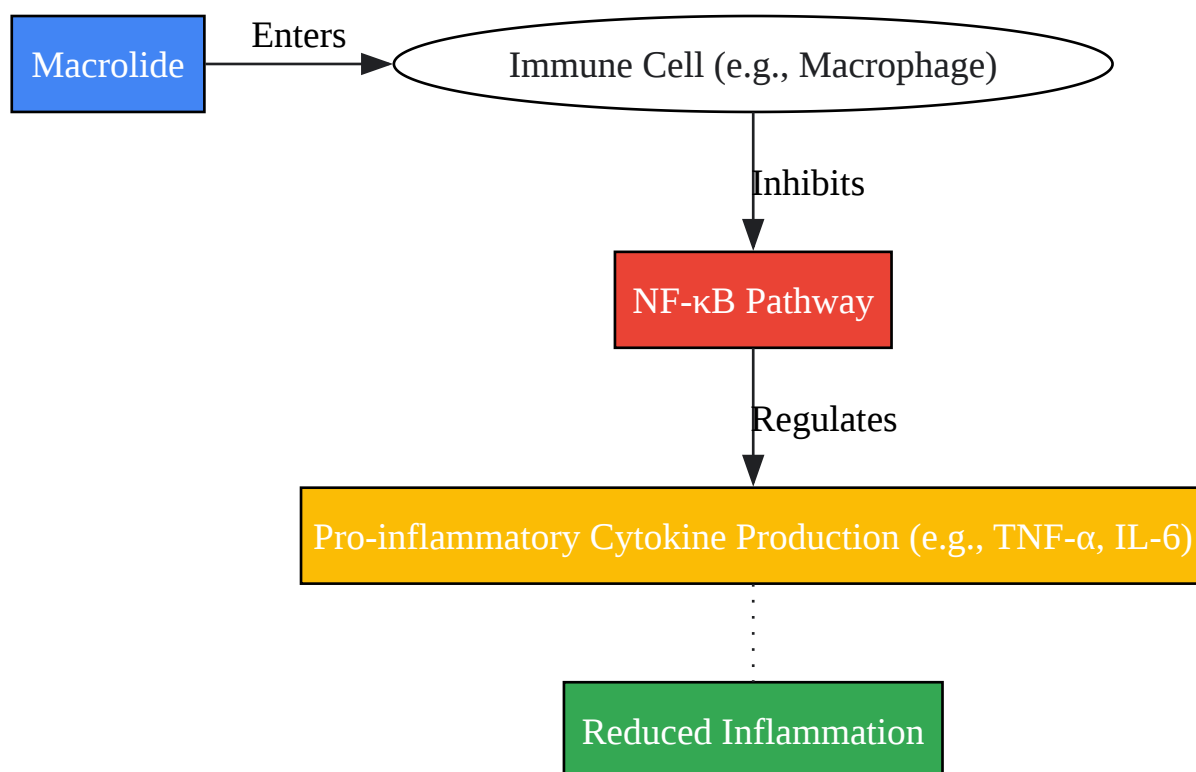 Macrolide
Enters
Immune Cell (e.g., Macrophage)
Inhibits
NF-κB Pathway
Regulates
Pro-inflammatory Cytokine Production (e.g., TNF-α, IL-6)
Reduced Inflammation